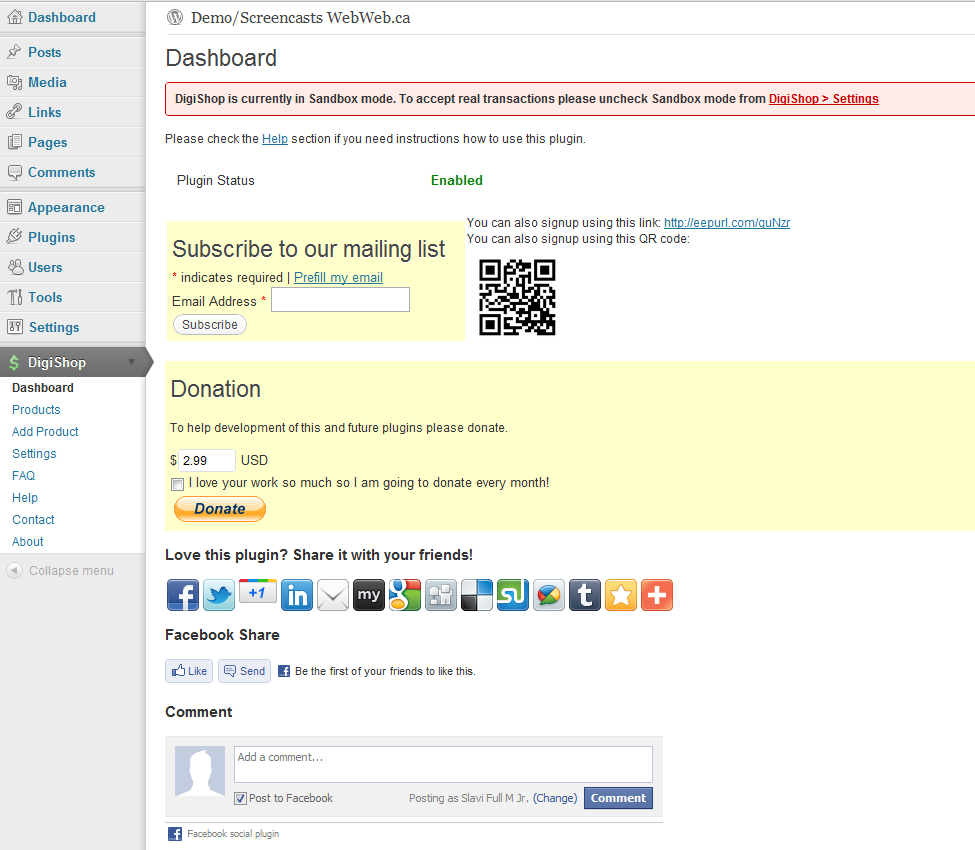 Dashboard
Posts
Media
Links
Pages
Comments
Appearance
Plugins
Users
Tools
Settings
$ DigiShop
Dashboard
Products
Add Product
Settings
FAQ
Help
Contact
About
Collapse menu
Demo/Screencasts WebWeb.ca
Dashboard
DigiShop is currently in Sandbox mode. To accept real transactions please uncheck Sandbox mode from DigiShop > Settings
Please check the Help section if you need instructions how to use this plugin.
Plugin Status Enabled
Subscribe to our mailing list
* indicates required | Prefill my email
Email Address *
Subscribe
You can also signup using this link: http://eepurl.com/guNzr
You can also signup using this QR code:
Donation
To help development of this and future plugins please donate.
$ 2.99 USD
I love your work so much so I am going to donate every month!
Donate
Love this plugin? Share it with your friends!
f +1 in my g SU t
Facebook Share
Like Send f Be the first of your friends to like this.
Comment
Add a comment...
Post to Facebook Posting as Slavi Full M Jr. (Change) Comment
f Facebook social plugin